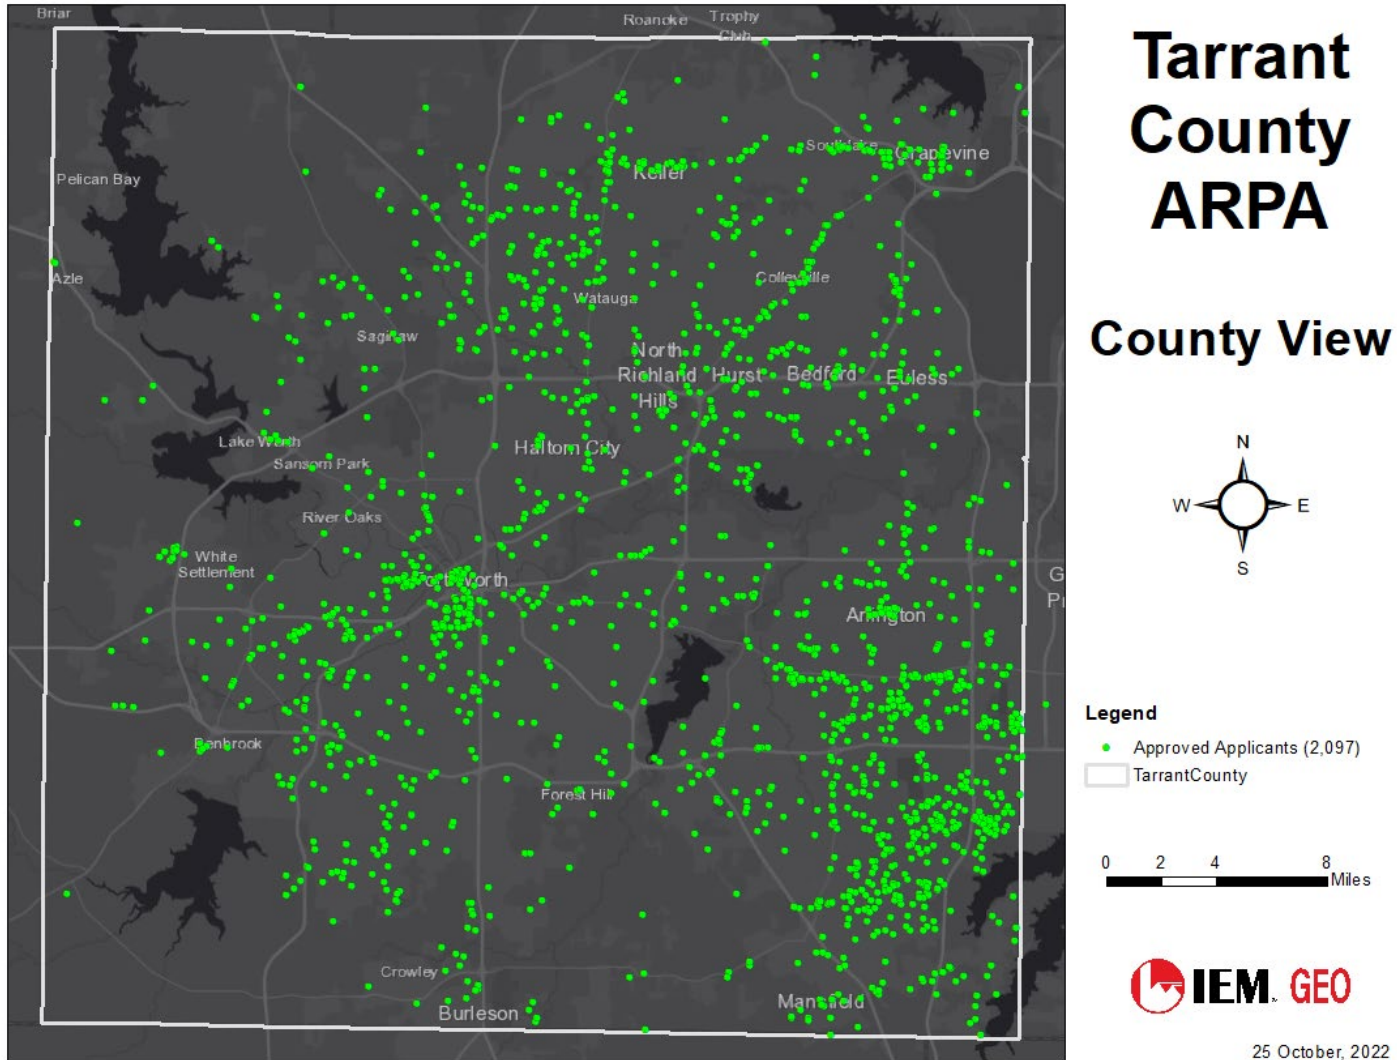 Briar
Roanoke
Trophy
Club
Tarrant
County
ARPA
Southlake
Grapevine
Keller
Pelican Bay
Azle
Colleyville
Watauga
Saginaw
County View
North
Richland
Hills
Hurst
Bedford
Euless
Lake Worth
Haltom City
Sansom Park
River Oaks
N
W
E
S
White
Settlement
Fort Worth
G
Pr
Arlington
Benbrook
Forest Hill
Legend
Approved Applicants (2,097)
TarrantCounty
0 2 4 8
Miles
Crowley
Burleson
Mansfield
IEM GEO
25 October, 2022